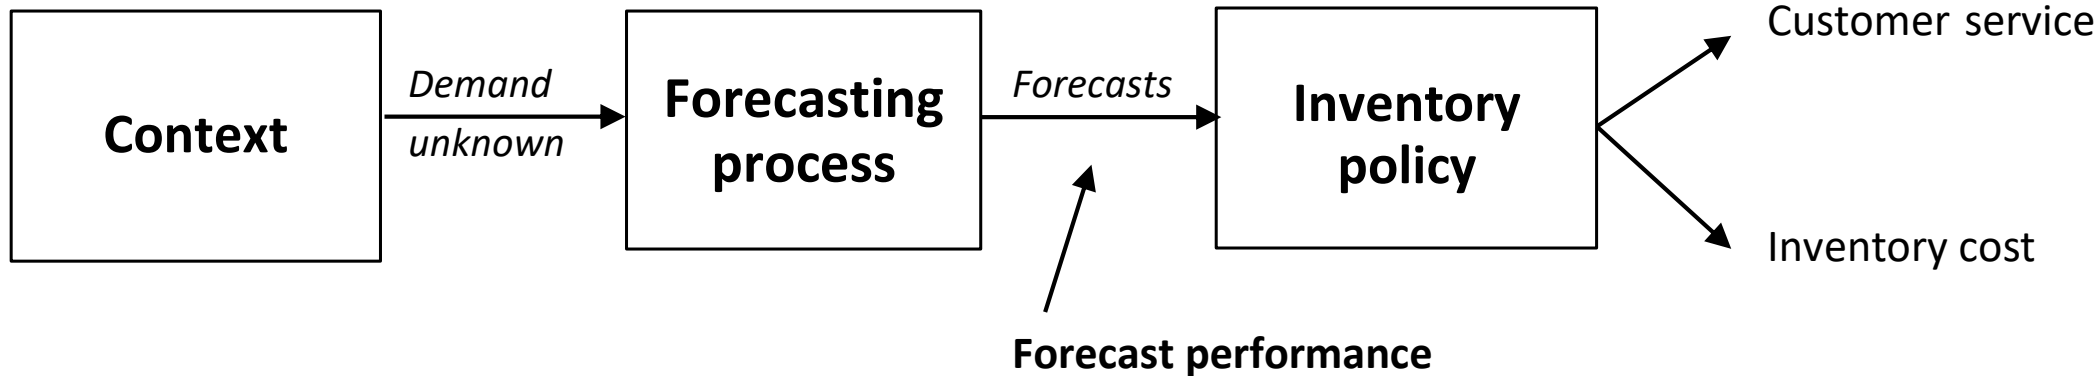 Context
Demand
unknown
Forecasting
process
Forecasts
Inventory
policy
Customer service
Inventory cost
Forecast performance